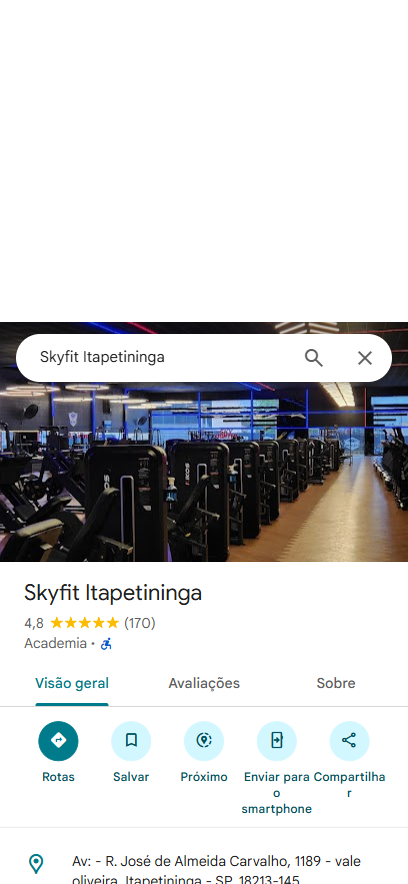 Skyfit Itapetininga
Skyfit Itapetininga
4,8 (170)
Academia •
Visão geral Avaliações Sobre
Rotas Salvar Próximo Enviar para o smartphone Compartilhar
Av: - R. José de Almeida Carvalho, 1189 - vale
oliveira, Itapetininga - SP, 18213-145